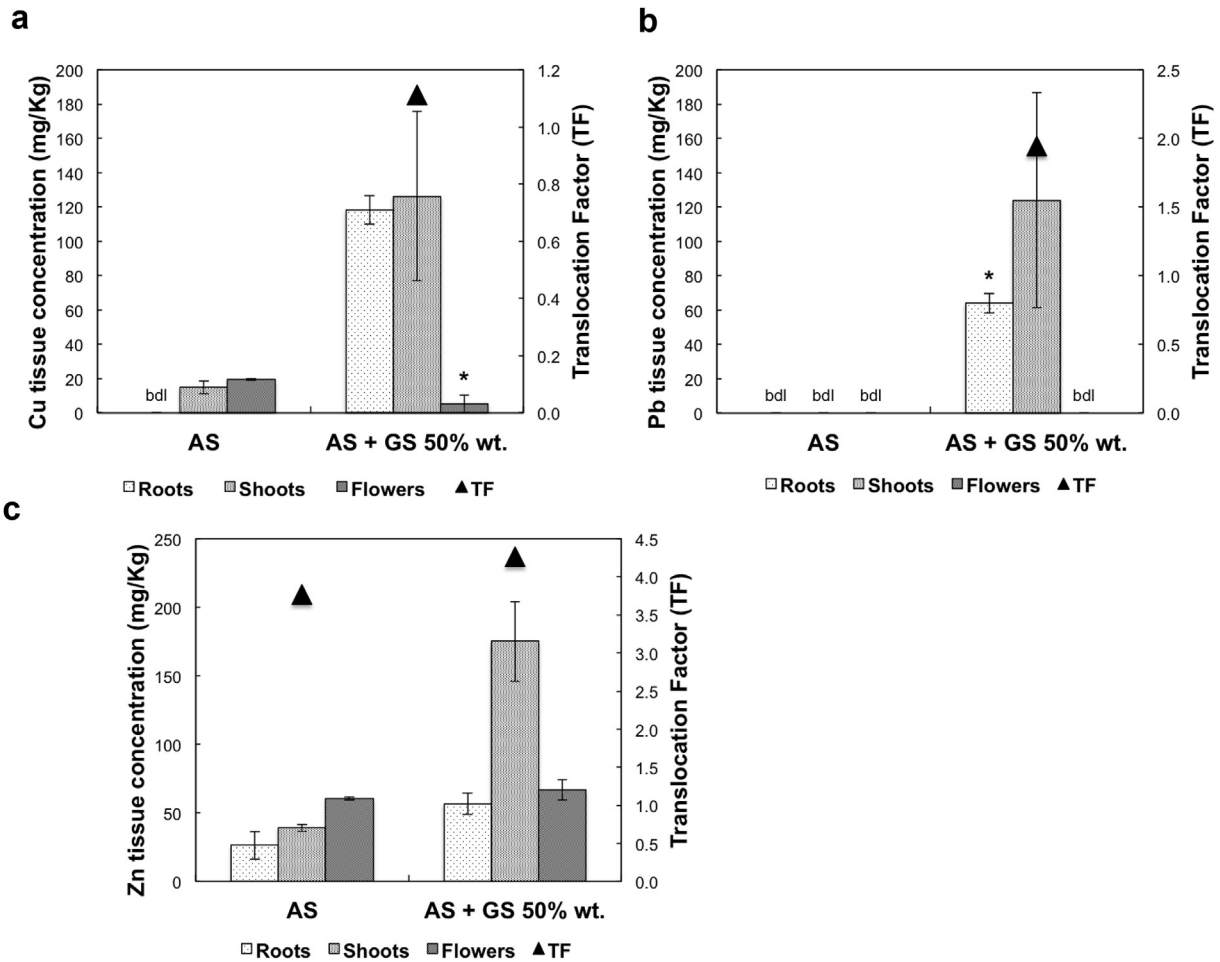 a
Cu tissue concentration (mg/Kg)
200
180
160
140
120
100
80
60
40
20
0
bdl
*
1.2
1.0
0.8
0.6
0.4
0.2
0.0
Translocation Factor (TF)
AS
AS + GS 50% wt.
Roots Shoots Flowers TF
b
Pb tissue concentration (mg/Kg)
200
180
160
140
120
100
80
60
40
20
0
bdl bdl bdl
*
bdl
2.5
2.0
1.5
1.0
0.5
0.0
Translocation Factor (TF)
AS
AS + GS 50% wt.
Roots Shoots Flowers TF
c
Zn tissue concentration (mg/Kg)
250
200
150
100
50
0
4.5
4.0
3.5
3.0
2.5
2.0
1.5
1.0
0.5
0.0
Translocation Factor (TF)
AS
AS + GS 50% wt.
Roots Shoots Flowers TF